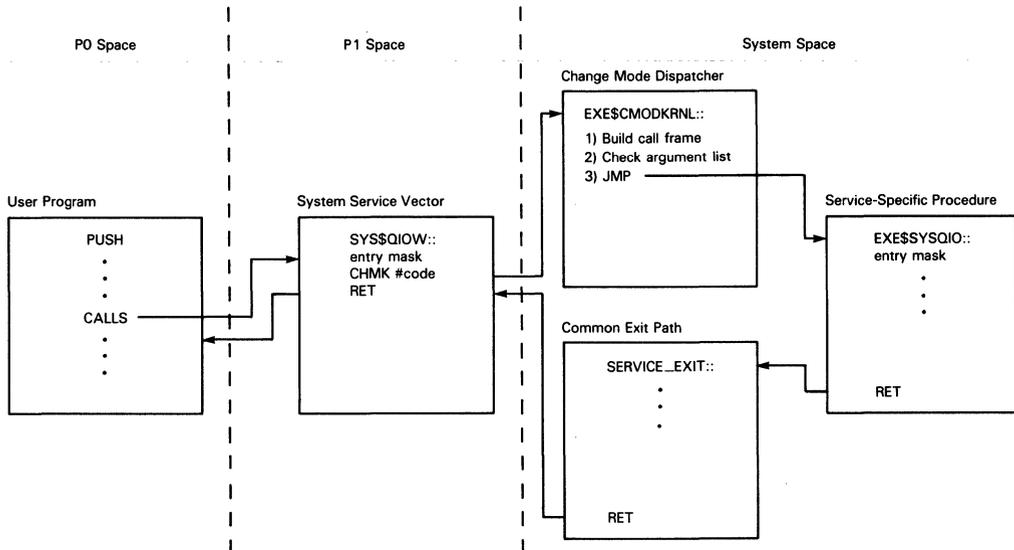 P0 Space
P1 Space
System Space
Change Mode Dispatcher
EXE$CMODKRNL::
1) Build call frame
2) Check argument list
3) JMP
User Program
PUSH
CALLS
System Service Vector
SYS$QIOW::
entry mask
CHMK #code
RET
Service-Specific Procedure
EXE$SYSQIO::
entry mask
RET
Common Exit Path
SERVICE_EXIT::
RET